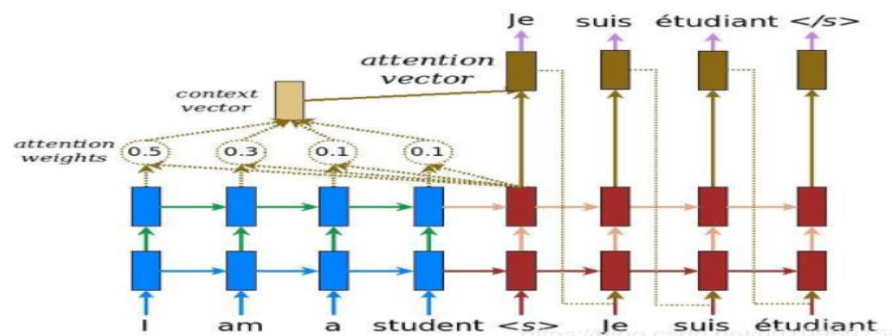 Je suis étudiant </s>
attention
vector
context
vector
attention
weights
0.5 0.3 0.1 0.1
I am a student <s> Je suis étudiant